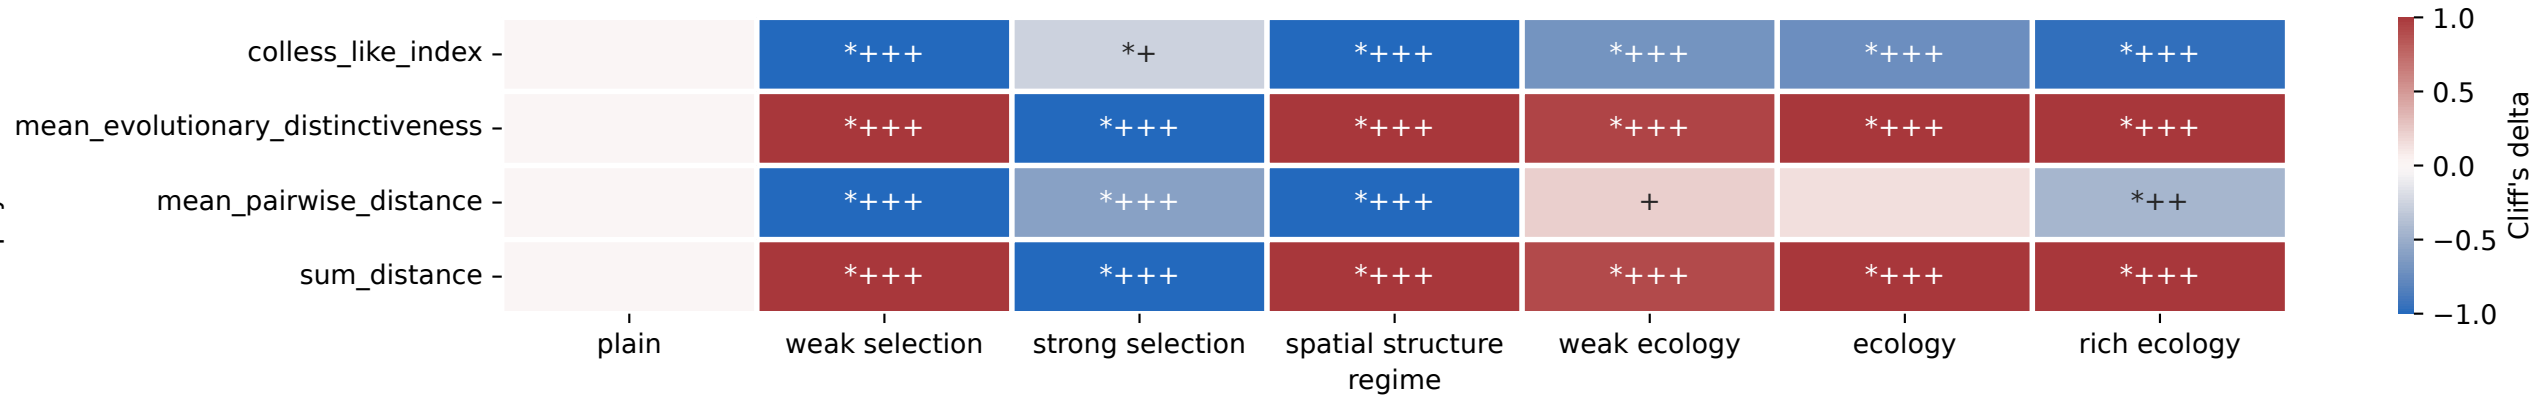 colless_like_index *+++ *+ *+++ *+++ *+++ *+++
mean_evolutionary_distinctiveness *+++ *+++ *+++ *+++ *+++ *+++
mean_pairwise_distance *+++ *+++ *+++ + *++
sum_distance *+++ *+++ *+++ *+++ *+++ *+++
plain weak selection strong selection spatial structure weak ecology ecology rich ecology
regime
1.0
0.5
0.0
−0.5
−1.0
Cliff's delta